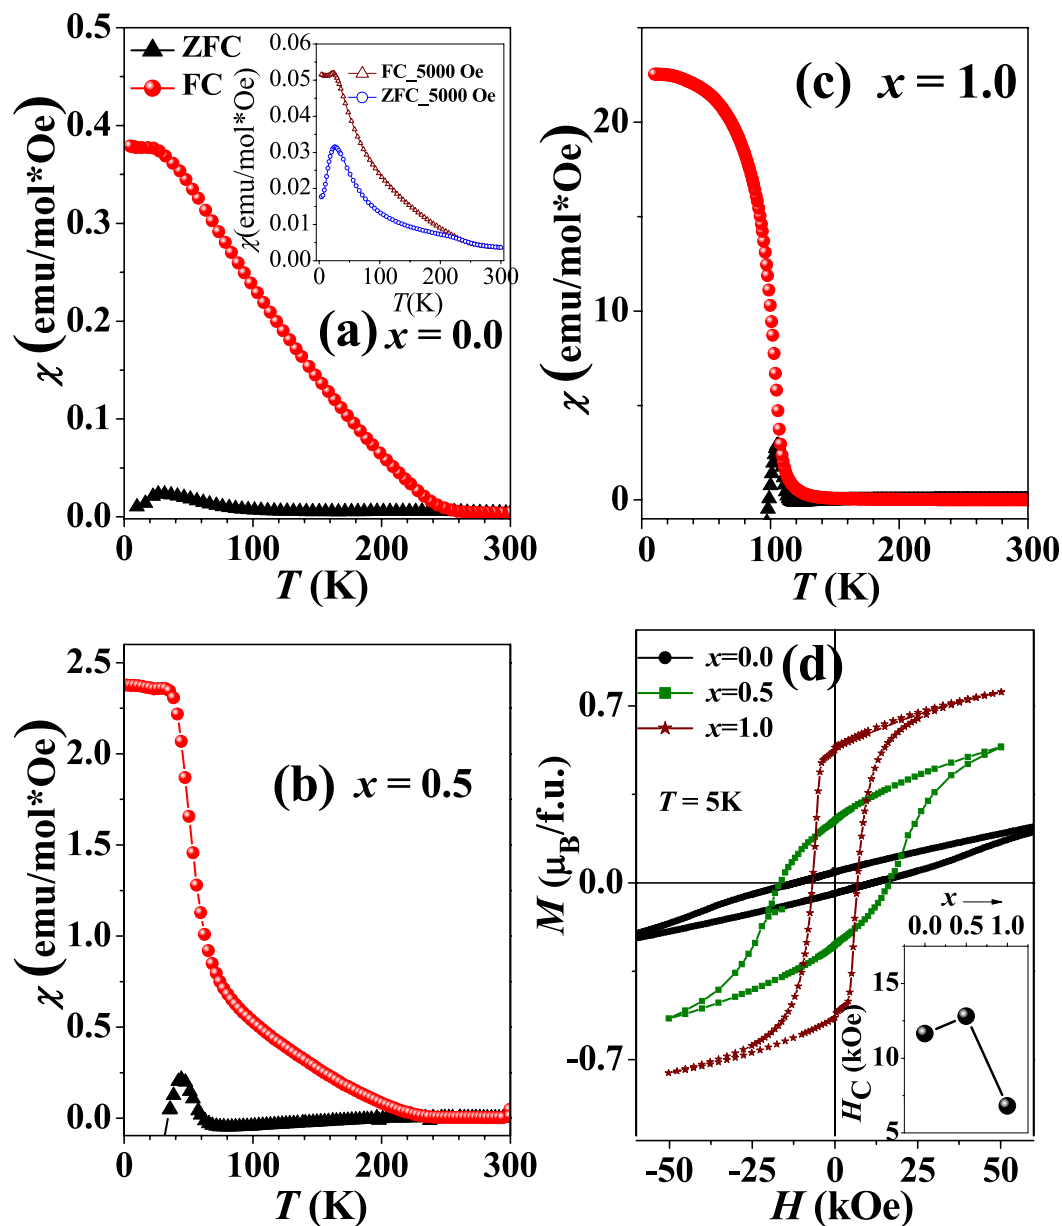 0.5
0.4
0.3
0.2
0.1
0.0
χ (emu/mol*Oe)
ZFC
FC
0.06
0.05
0.04
0.03
0.02
0.01
0.00
χ(emu/mol*Oe)
FC_5000 Oe
ZFC_5000 Oe
0 100 200 300
T(K)
(a) x = 0.0
0 100 200 300
T (K)
20
10
0
χ (emu/mol*Oe)
(c) x = 1.0
0 100 200 300
T (K)
2.5
2.0
1.5
1.0
0.5
0.0
χ (emu/mol*Oe)
(b) x = 0.5
0 100 200 300
T (K)
0.7
0.0
-0.7
M (μB/f.u.)
x=0.0
x=0.5
x=1.0
(d)
T = 5K
x
0.0 0.5 1.0
15
10
5
HC (kOe)
-50 -25 0 25 50
H (kOe)